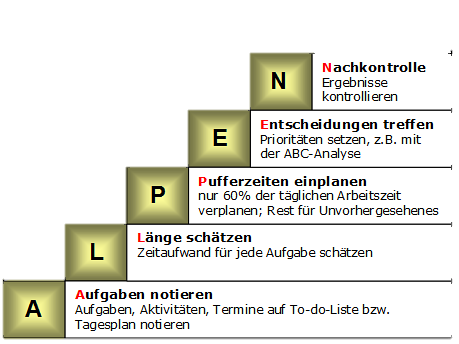 N
Nachkontrolle
Ergebnisse
kontrollieren
E
Entscheidungen treffen
Prioritäten setzen, z.B. mit
der ABC-Analyse
P
Pufferzeiten einplanen
nur 60% der täglichen Arbeitszeit
verplanen; Rest für Unvorhergesehenes
L
Länge schätzen
Zeitaufwand für jede Aufgabe schätzen
A
Aufgaben notieren
Aufgaben, Aktivitäten, Termine auf To-do-Liste bzw.
Tagesplan notieren